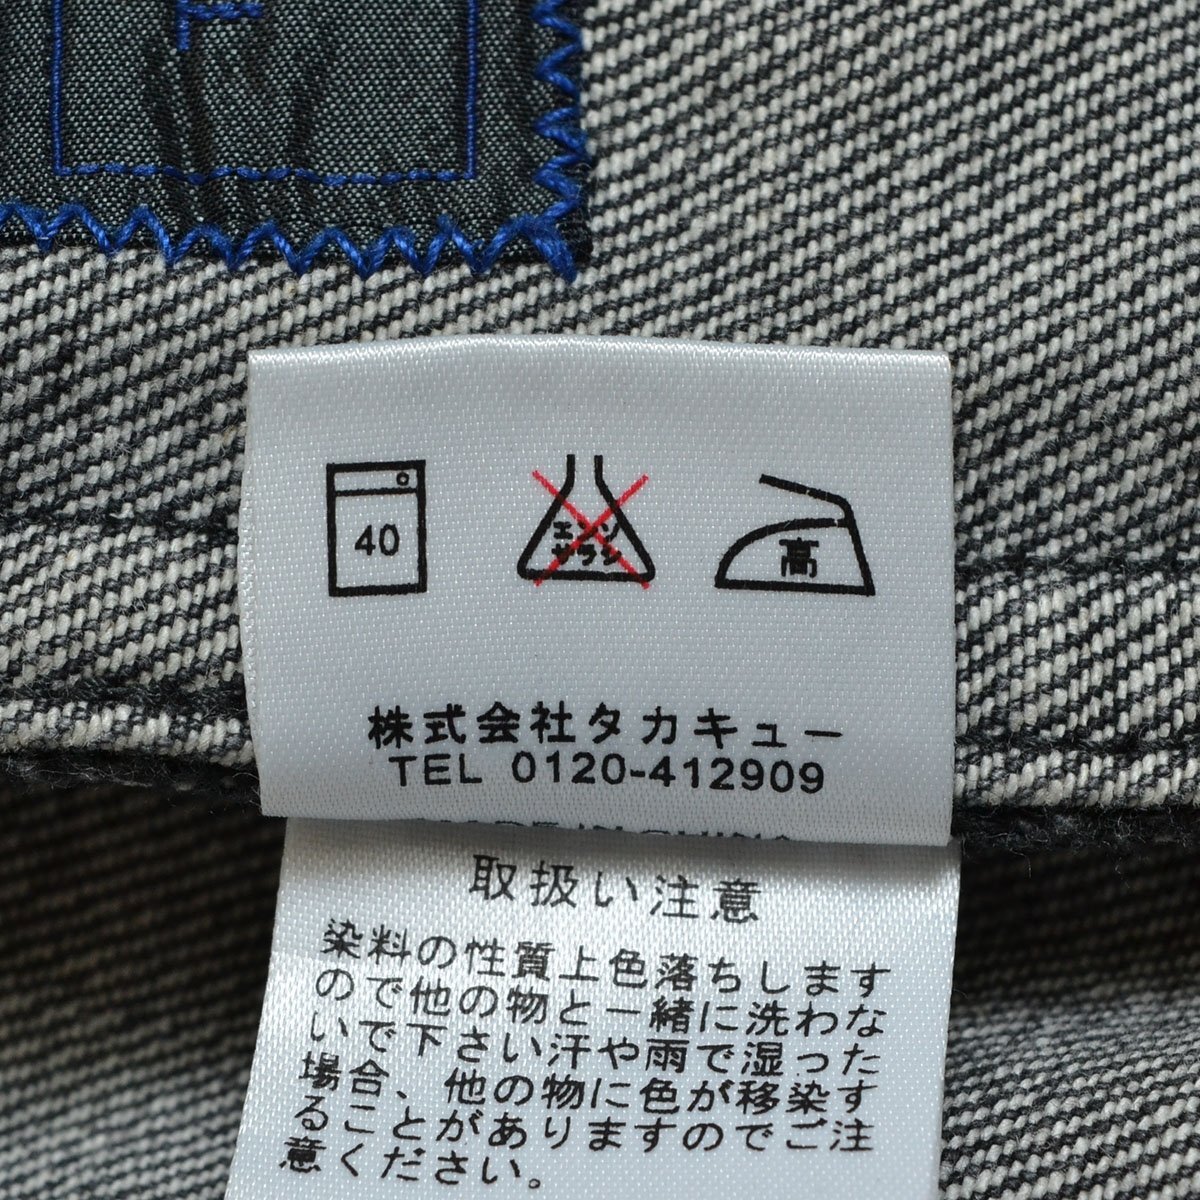 40
エンソ
サラシ
高
株式会社タカキュー
TEL 0120-412909
MADE IN CHINA
取扱い注意
染料の性質上色落ちします
ので他の物と一緒に洗わな
いで下さい汗や雨で湿った
場合、他の物に色が移染す
ることがありますのでご注
意ください。